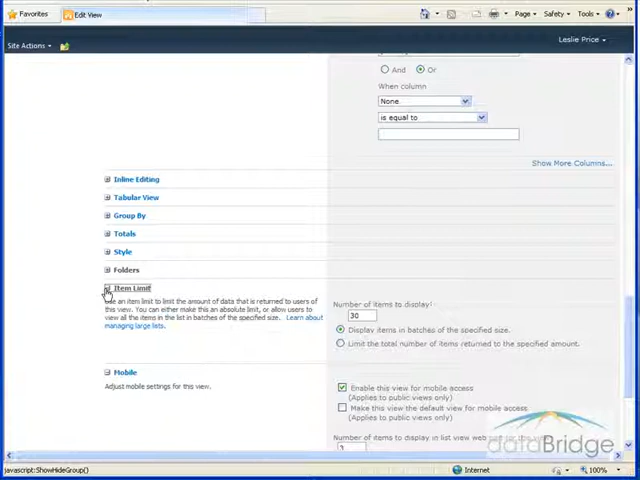 Favorites
Edit View
Page
Safety
Tools
Site Actions
Leslie Price
And
Or
When column
None
is equal to
Show More Columns...
Inline Editing
Tabular View
Group By
Totals
Style
Folders
Item Limit
Use an item limit to limit the amount of data that is returned to users of
this view. You can either make this an absolute limit, or allow users to
view all the items in the list in batches of the specified size. Learn about
managing large lists.
Number of items to display:
30
Display items in batches of the specified size.
Limit the total number of items returned to the specified amount.
Mobile
Adjust mobile settings for this view.
Enable this view for mobile access
(Applies to public views only)
Make this view the default view for mobile access.
(Applies to public views only)
Number of items to display in list view web
3
dataBridge
javascript:ShowHideGroup()
Internet
100%